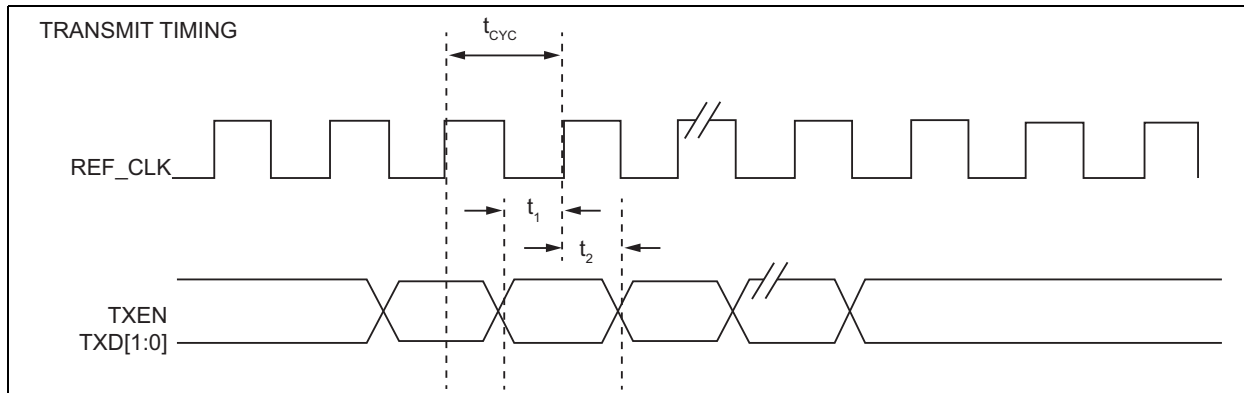 TRANSMIT TIMING
tCYC
REF_CLK
t1
t2
TXEN
TXD[1:0]